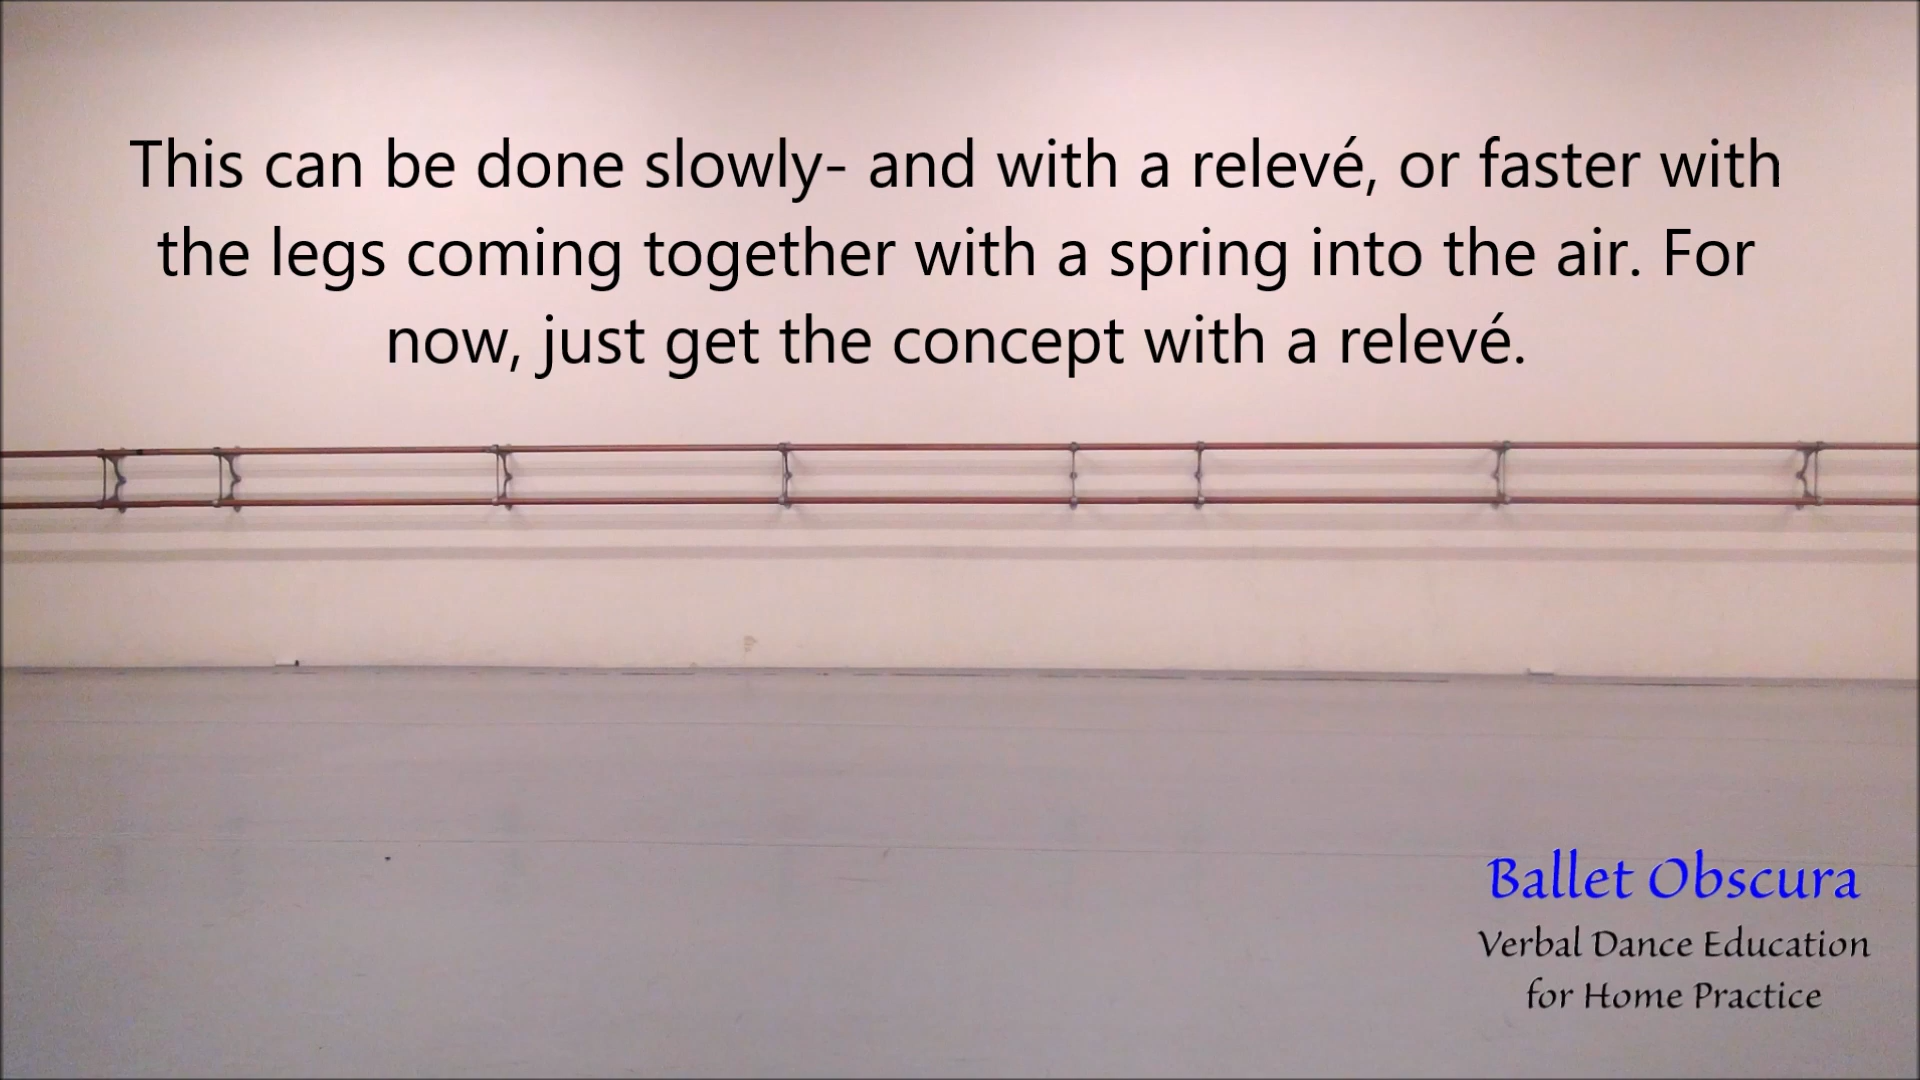 This can be done slowly- and with a relevé, or faster with
the legs coming together with a spring into the air. For
now, just get the concept with a relevé.
Ballet Obscura
Verbal Dance Education
for Home Practice